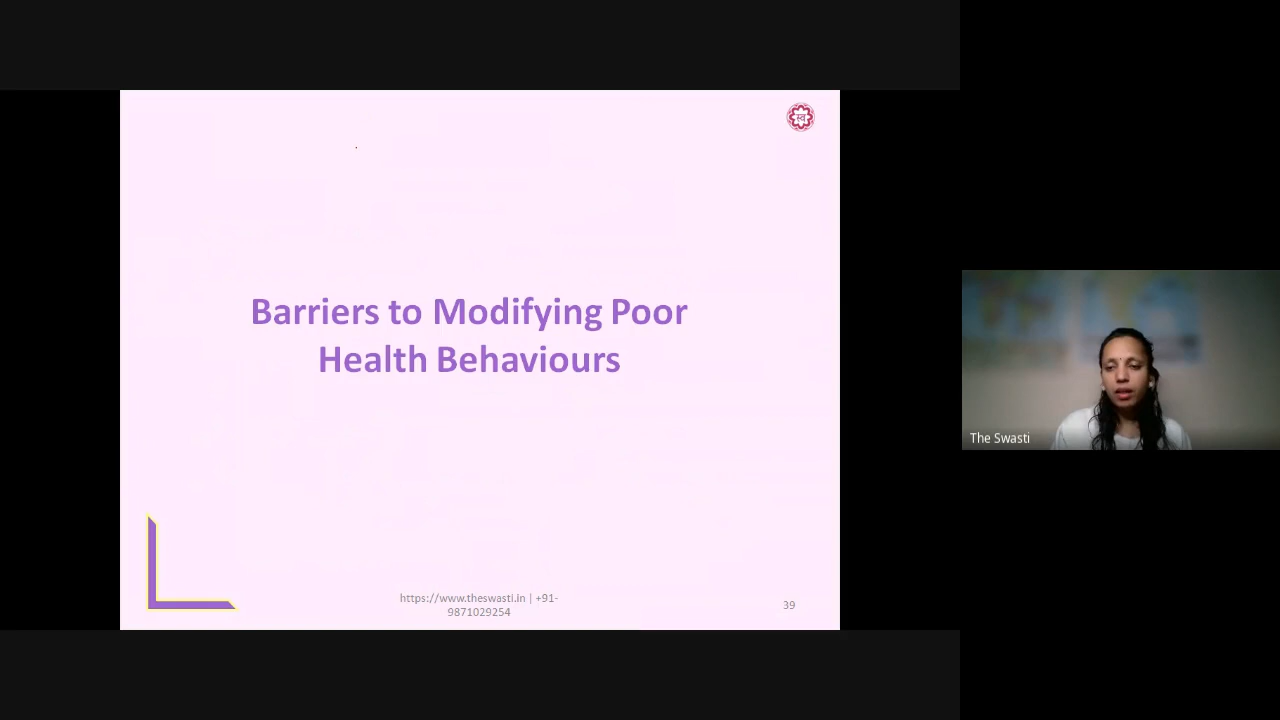 Barriers to Modifying Poor
Health Behaviours
https://www.theswasti.in | +91-
9871029254
39
The Swasti